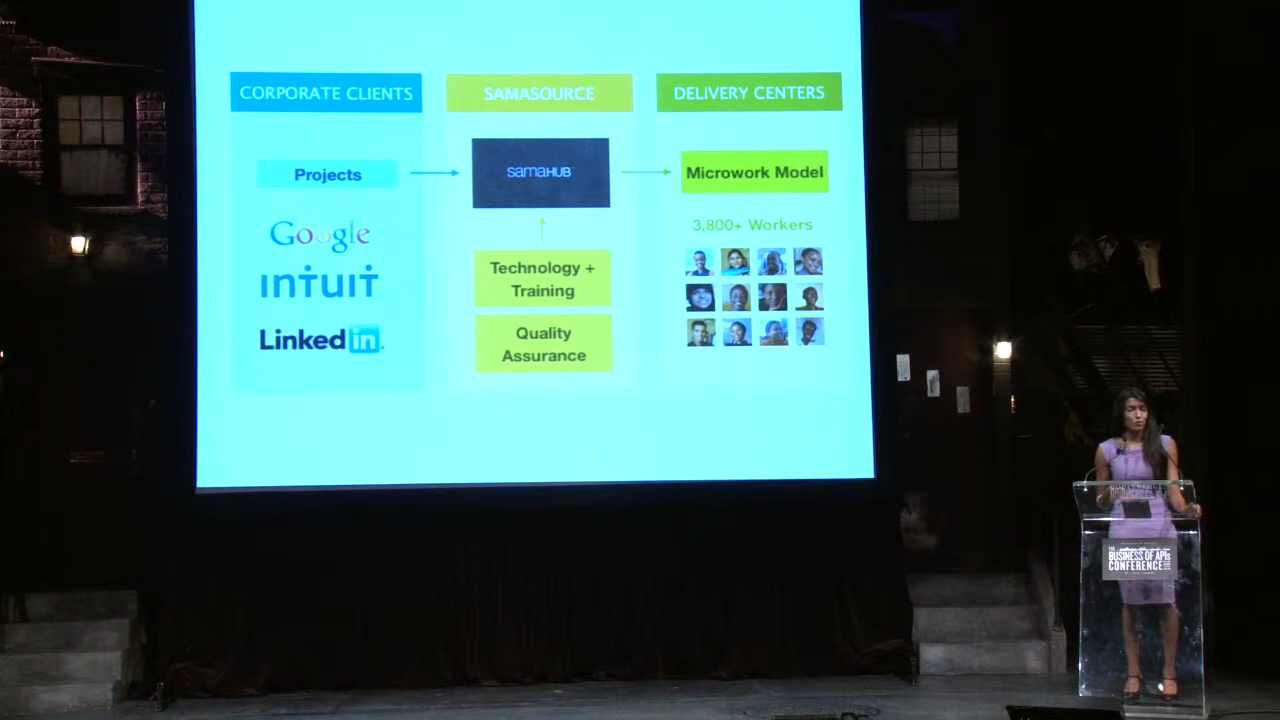 CORPORATE CLIENTS
SAMASOURCE
DELIVERY CENTERS
Projects
samaHUB
Microwork Model
Google
3,800+ Workers
intuit
Technology +
Training
LinkedIn
Quality
Assurance
THE
BUSINESS OF APIs
CONFERENCE